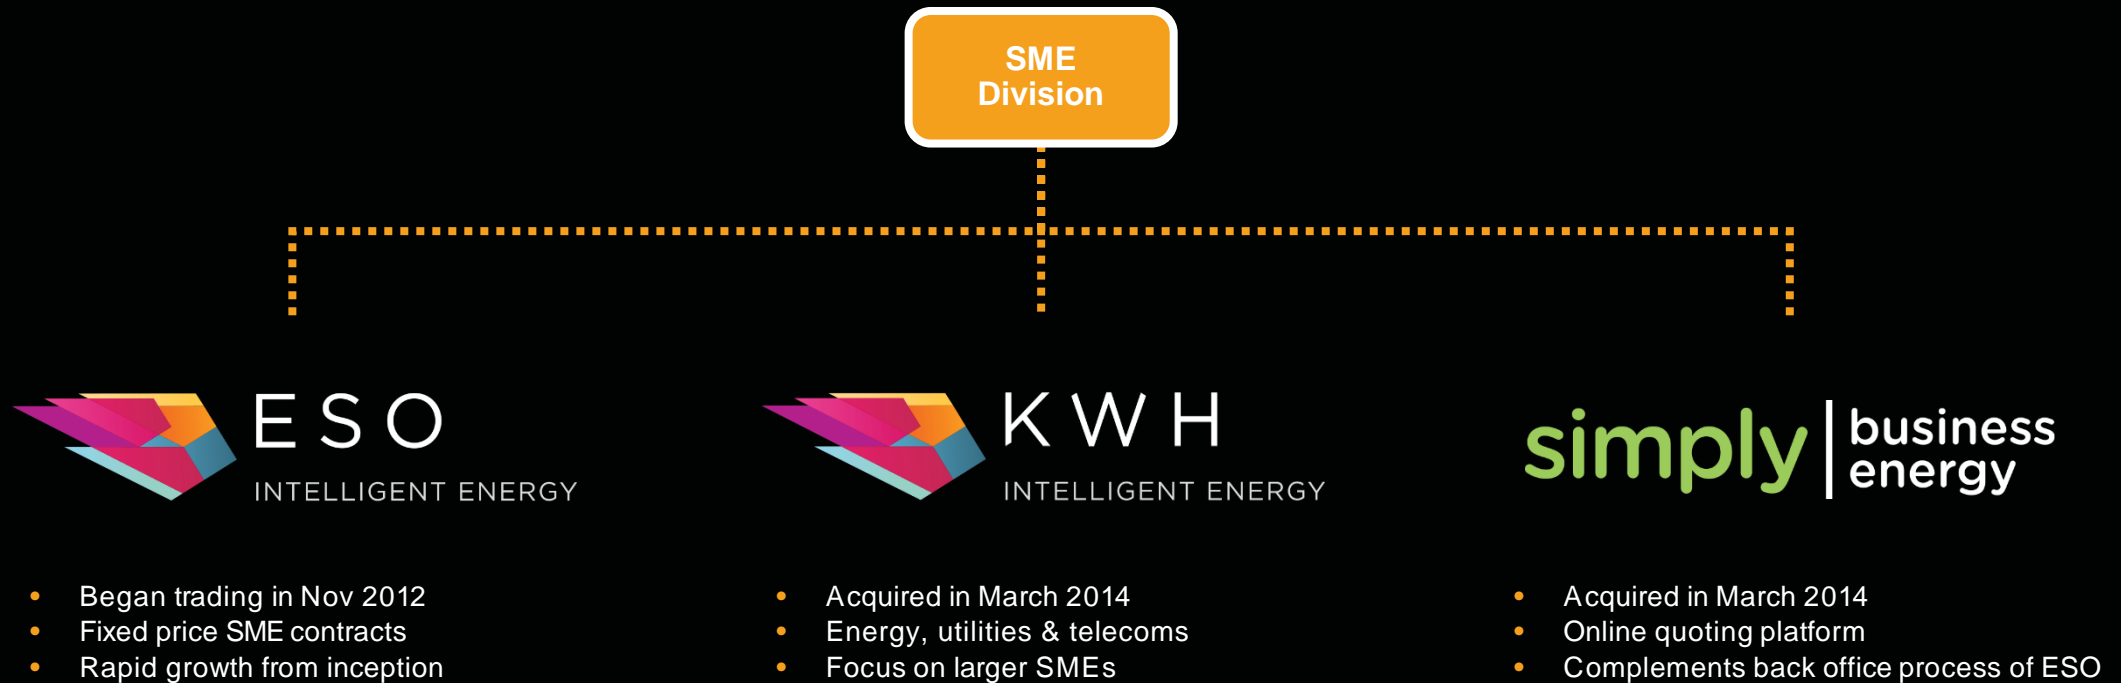 SME
Division
ESO
INTELLIGENT ENERGY
KWH
INTELLIGENT ENERGY
simply
business
energy
• Began trading in Nov 2012
• Fixed price SME contracts
• Rapid growth from inception
• Acquired in March 2014
• Energy, utilities & telecoms
• Focus on larger SMEs
• Acquired in March 2014
• Online quoting platform
• Complements back office process of ESO